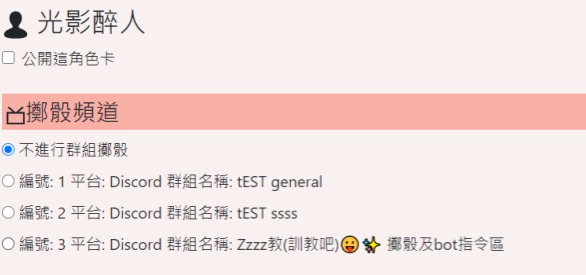 光影醉人
公開這角色卡
擲骰頻道
不進行群組擲骰
編號: 1 平台: Discord 群組名稱: tEST general
編號: 2 平台: Discord 群組名稱: tEST ssss
編號: 3 平台: Discord 群組名稱: Zzzz教(訓教吧)😛✨ 擲骰及bot指令區